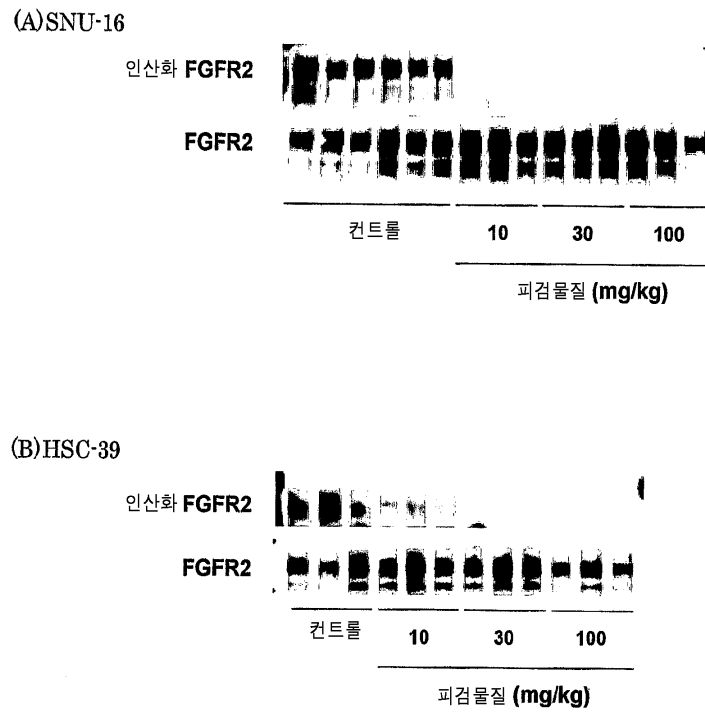 (A)SNU-16
인산화 FGFR2
FGFR2
컨트롤 10 30 100
피검물질 (mg/kg)
(B)HSC-39
인산화 FGFR2
FGFR2
컨트롤 10 30 100
피검물질 (mg/kg)